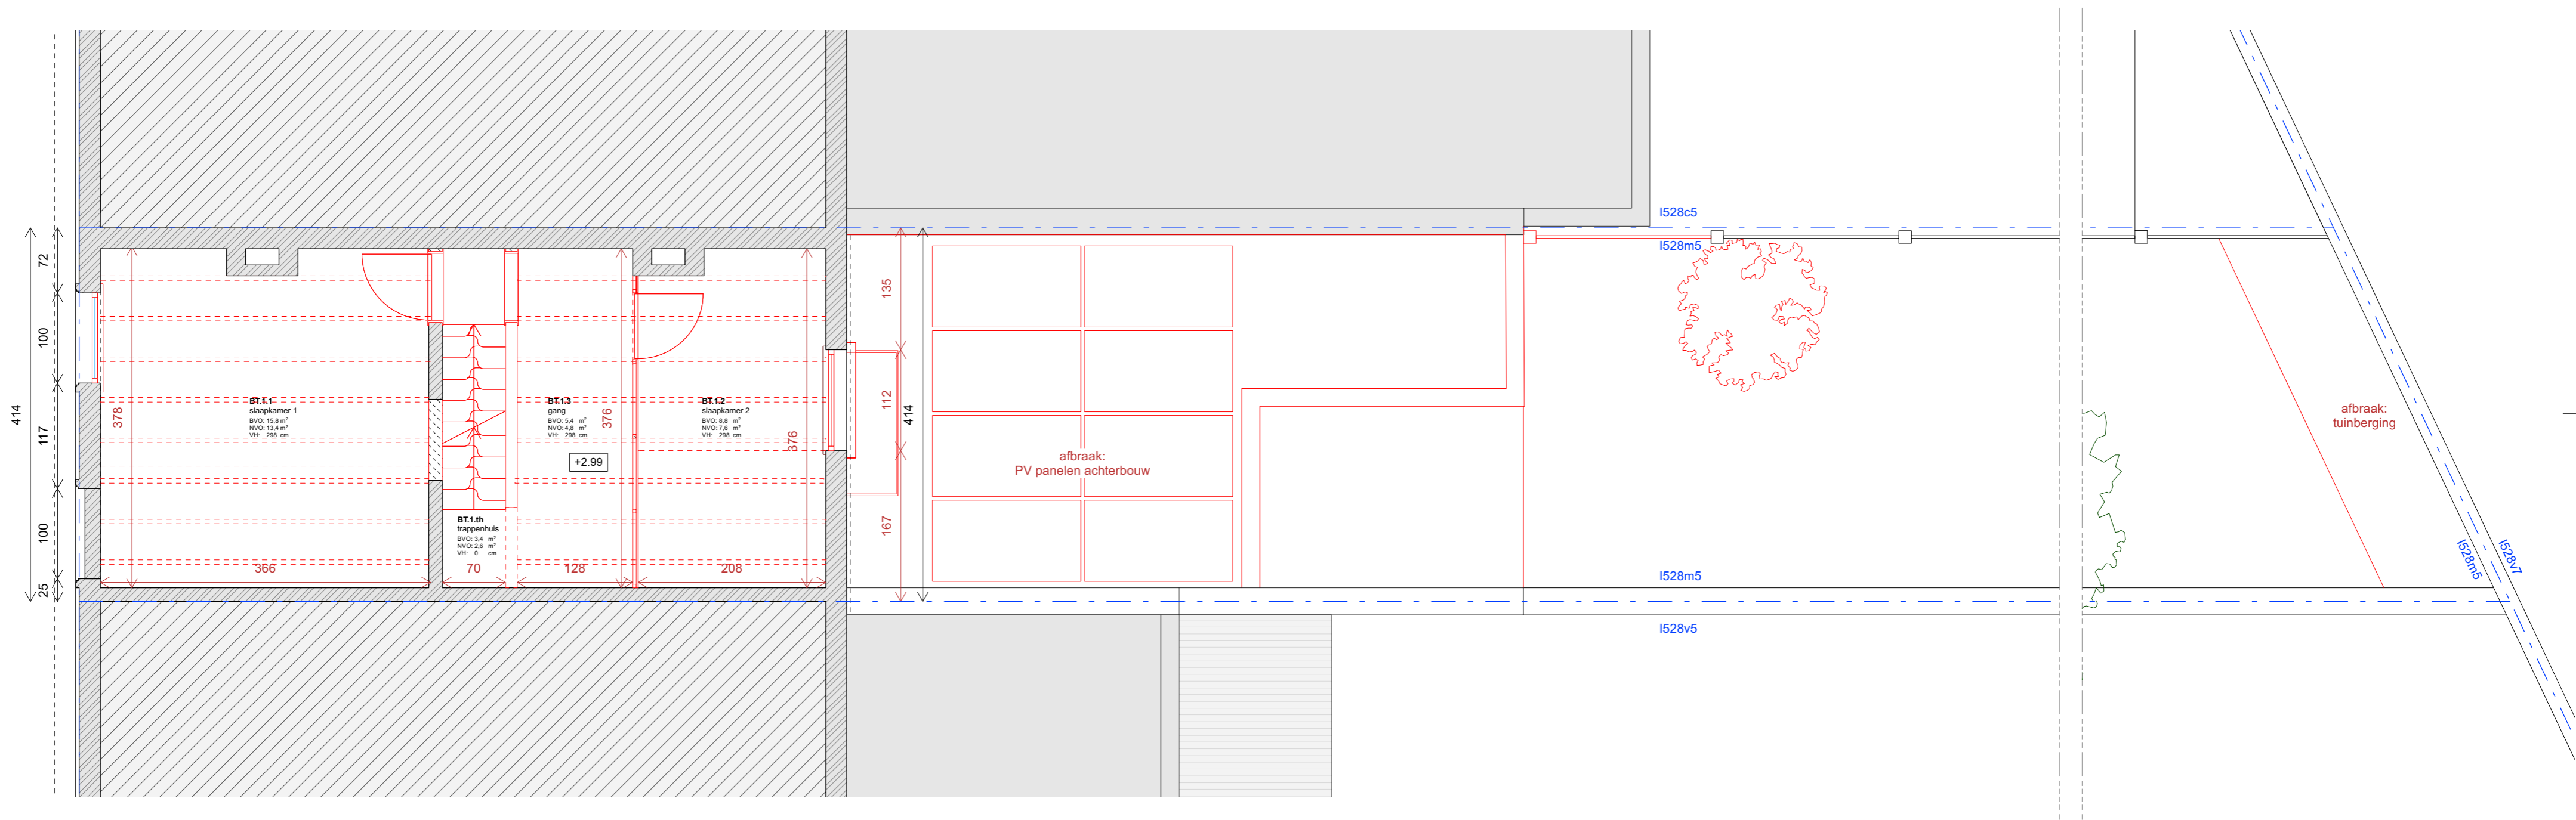 I528c5
I528m5
414
72
100
117
100
25
378
BT.1.1
slaapkamer 1
BVO: 15,8 m²
NVO: 13,4 m²
VH: 298 cm
366
BT.1.th
trappenhuis
BVO: 3,4 m²
NVO: 2,6 m²
VH: 0 cm
70
BT.1.3
gang
BVO: 5,4 m²
NVO: 4,8 m²
VH: 298 cm
+2.99
376
128
BT.1.2
slaapkamer 2
BVO: 8,8 m²
NVO: 7,6 m²
VH: 298 cm
376
208
135
112
167
414
afbraak:
PV panelen achterbouw
afbraak:
tuinberging
I528m5
I528v5
I528m5
I528v7